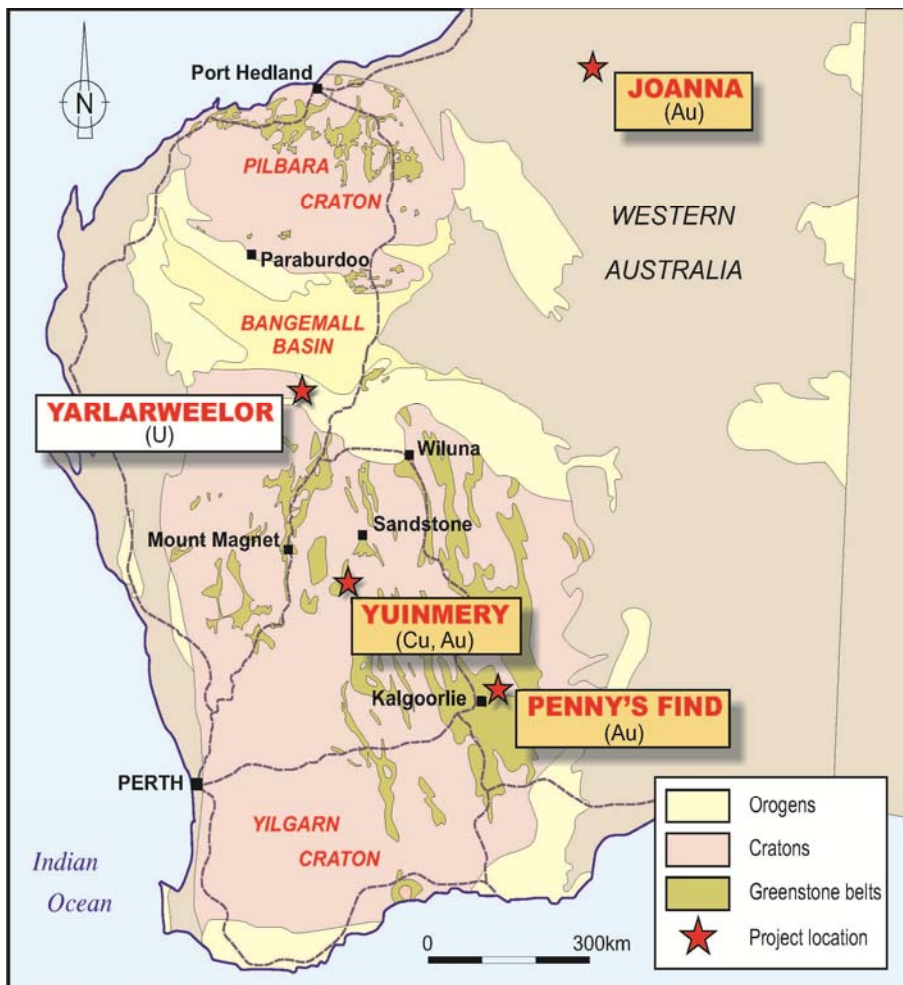 Port Hedland
N
JOANNA
(Au)
PILBARA
CRATON
WESTERN
AUSTRALIA
Paraburdoo
BANGEMALL
BASIN
YARLARWEELOR
(U)
Wiluna
Sandstone
Mount Magnet
YUINMERY
(Cu, Au)
Kalgoorlie
PENNY'S FIND
(Au)
PERTH
YILGARN
CRATON
Indian
Ocean
0 300km
Orogens
Cratons
Greenstone belts
Project location